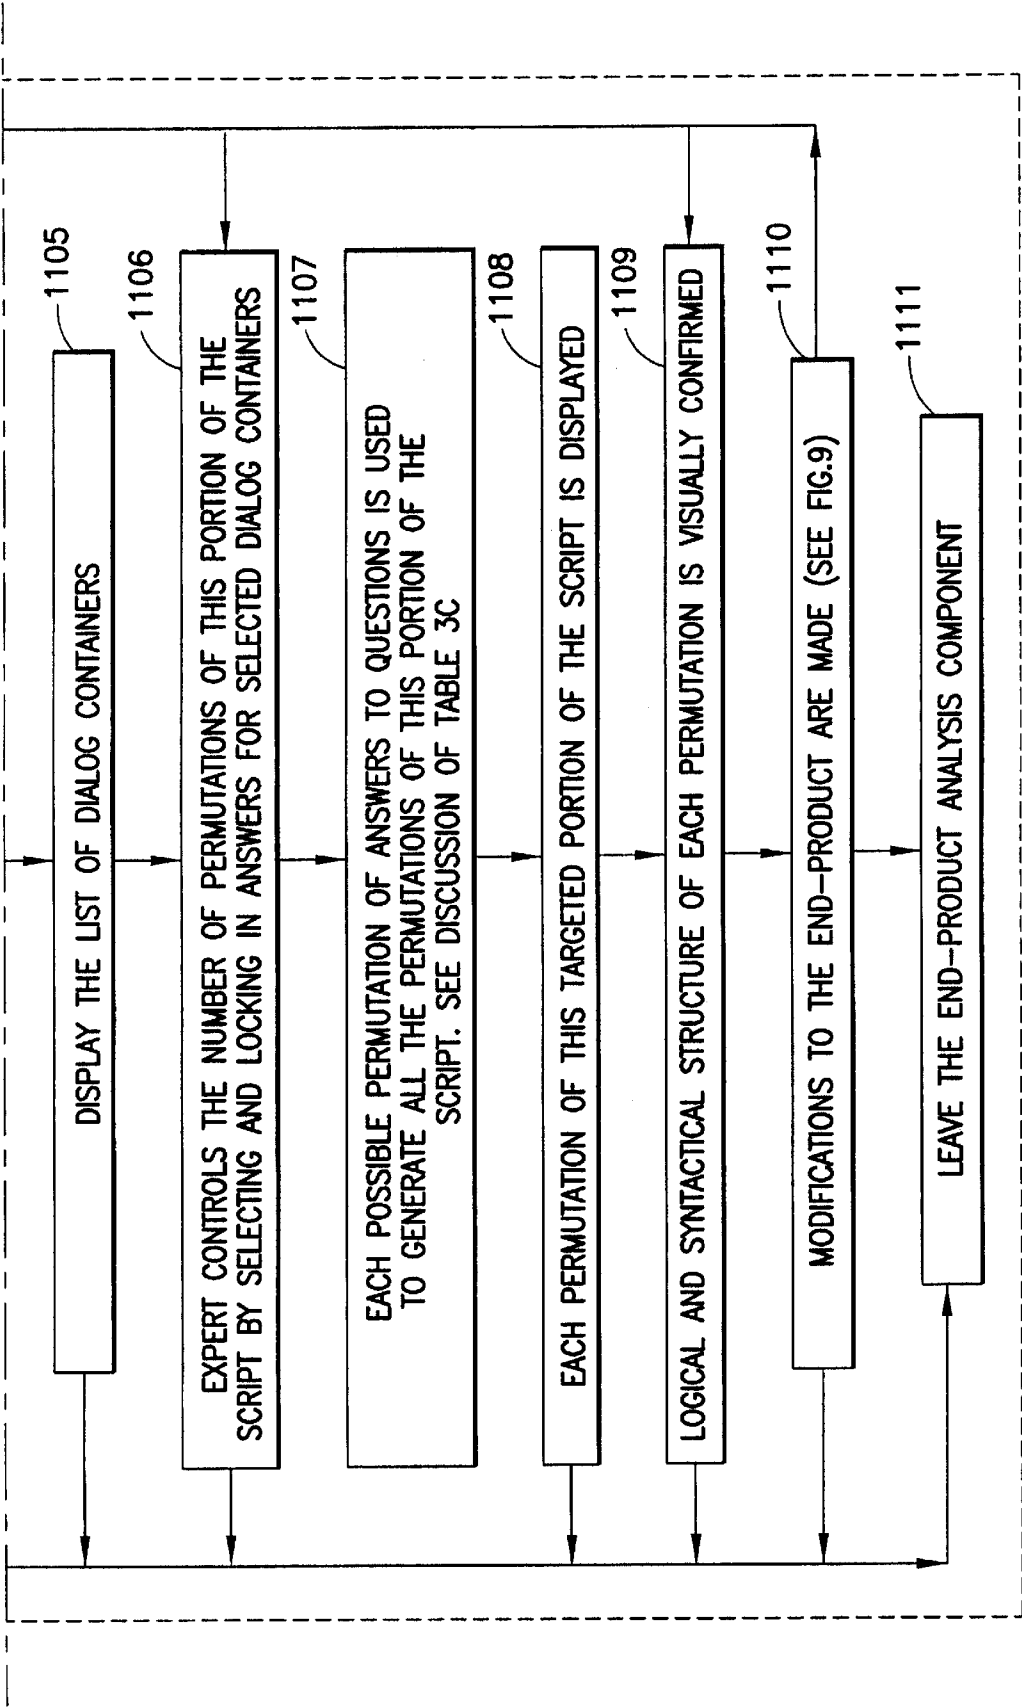 1105
DISPLAY THE LIST OF DIALOG CONTAINERS
1106
EXPERT CONTROLS THE NUMBER OF PERMUTATIONS OF THIS PORTION OF THE
SCRIPT BY SELECTING AND LOCKING IN ANSWERS FOR SELECTED DIALOG CONTAINERS
1107
EACH POSSIBLE PERMUTATION OF ANSWERS TO QUESTIONS IS USED
TO GENERATE ALL THE PERMUTATIONS OF THIS PORTION OF THE
SCRIPT. SEE DISCUSSION OF TABLE 3C
1108
EACH PERMUTATION OF THIS TARGETED PORTION OF THE SCRIPT IS DISPLAYED
1109
LOGICAL AND SYNTACTICAL STRUCTURE OF EACH PERMUTATION IS VISUALLY CONFIRMED
1110
MODIFICATIONS TO THE END-PRODUCT ARE MADE (SEE FIG.9)
1111
LEAVE THE END-PRODUCT ANALYSIS COMPONENT